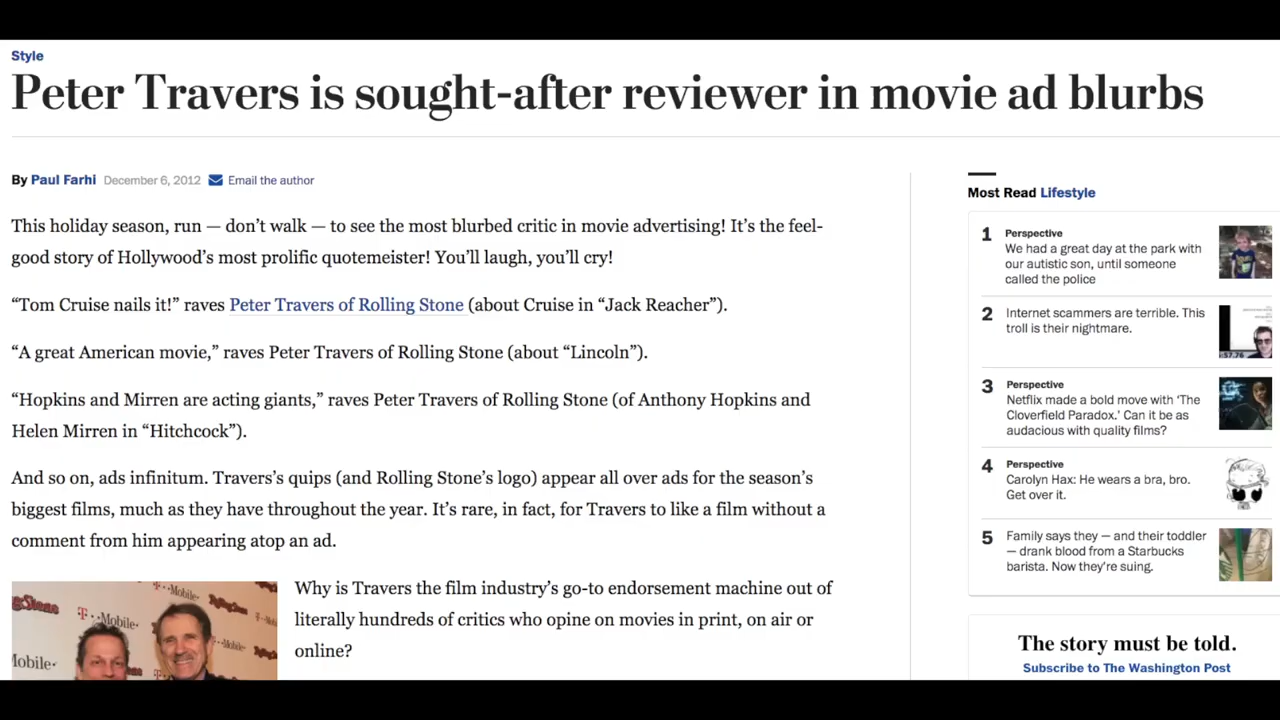 Style
Peter Travers is sought-after reviewer in movie ad blurbs
By Paul Farhi December 6, 2012 Email the author
This holiday season, run — don’t walk — to see the most blurbed critic in movie advertising! It’s the feel-
good story of Hollywood’s most prolific quotemeister! You’ll laugh, you’ll cry!
“Tom Cruise nails it!” raves Peter Travers of Rolling Stone (about Cruise in “Jack Reacher”).
“A great American movie,” raves Peter Travers of Rolling Stone (about “Lincoln”).
“Hopkins and Mirren are acting giants,” raves Peter Travers of Rolling Stone (of Anthony Hopkins and
Helen Mirren in “Hitchcock”).
And so on, ads infinitum. Travers’s quips (and Rolling Stone’s logo) appear all over ads for the season’s
biggest films, much as they have throughout the year. It’s rare, in fact, for Travers to like a film without a
comment from him appearing atop an ad.
Why is Travers the film industry’s go-to endorsement machine out of
literally hundreds of critics who opine on movies in print, on air or
online?
T··Mobile·
Mobile·
Most Read Lifestyle
1 Perspective
We had a great day at the park with
our autistic son, until someone
called the police
2 Internet scammers are terrible. This
troll is their nightmare.
3 Perspective
Netflix made a bold move with ‘The
Cloverfield Paradox.’ Can it be as
audacious with quality films?
4 Perspective
Carolyn Hax: He wears a bra, bro.
Get over it.
5 Family says they — and their toddler
— drank blood from a Starbucks
barista. Now they’re suing.
The story must be told.
Subscribe to The Washington Post